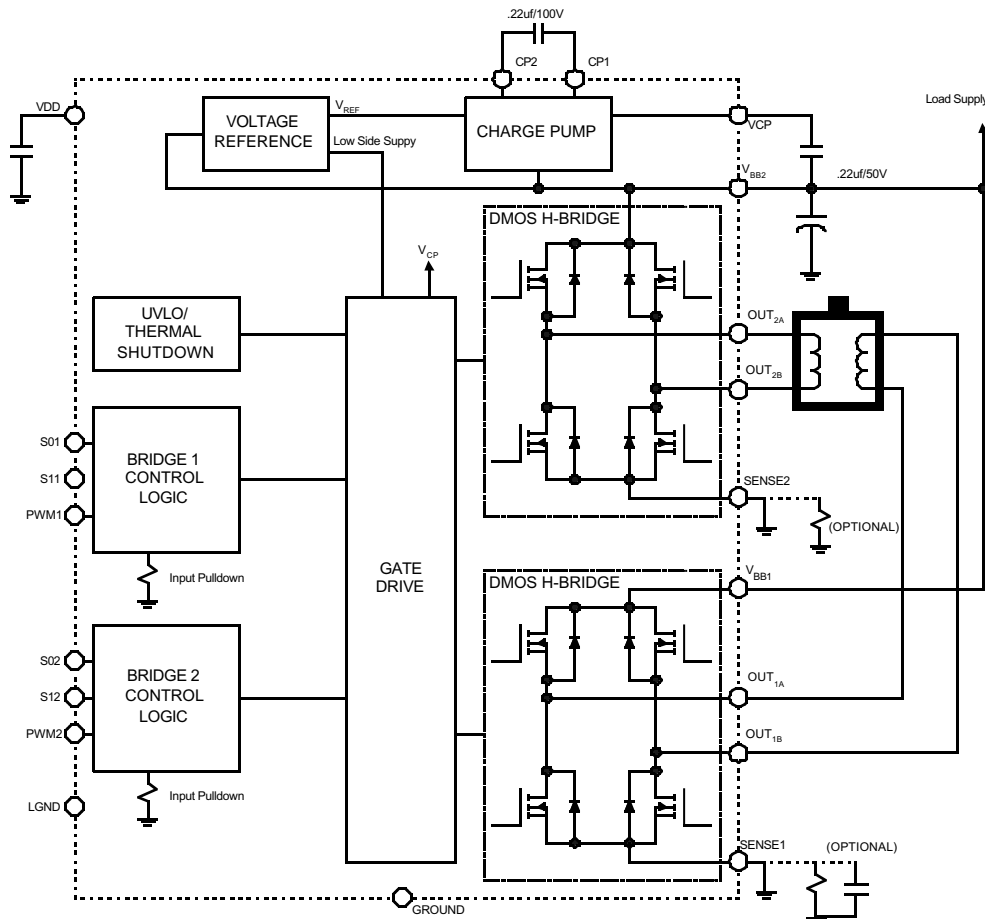 .22uf/100V
CP2
CP1
VDD
VOLTAGE
REFERENCE
VREF
Low Side Suppy
CHARGE PUMP
VCP
Load Supply
VBB2
.22uf/50V
DMOS H-BRIDGE
VCP
UVLO/
THERMAL
SHUTDOWN
OUT2A
OUT2B
S01
S11
PWM1
BRIDGE 1
CONTROL
LOGIC
SENSE2
(OPTIONAL)
Input Pulldown
GATE
DRIVE
DMOS H-BRIDGE
VBB1
S02
S12
PWM2
BRIDGE 2
CONTROL
LOGIC
OUT1A
OUT1B
Input Pulldown
LGND
SENSE1
(OPTIONAL)
GROUND